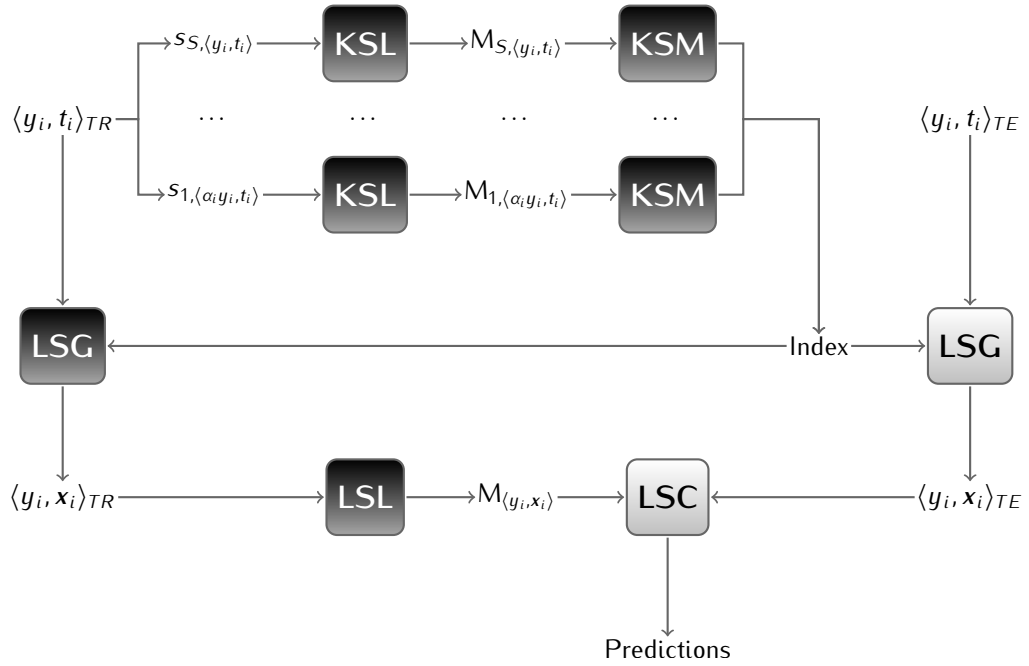 s_{S,⟨y_i,t_i⟩} KSL M_{S,⟨y_i,t_i⟩} KSM
⟨y_i, t_i⟩_{TR} ... ... ... ... ⟨y_i, t_i⟩_{TE}
s_{1,⟨α_i y_i,t_i⟩} KSL M_{1,⟨α_i y_i,t_i⟩} KSM
LSG Index LSG
⟨y_i, x_i⟩_{TR} LSL M_{⟨y_i,x_i⟩} LSC ⟨y_i, x_i⟩_{TE}
Predictions